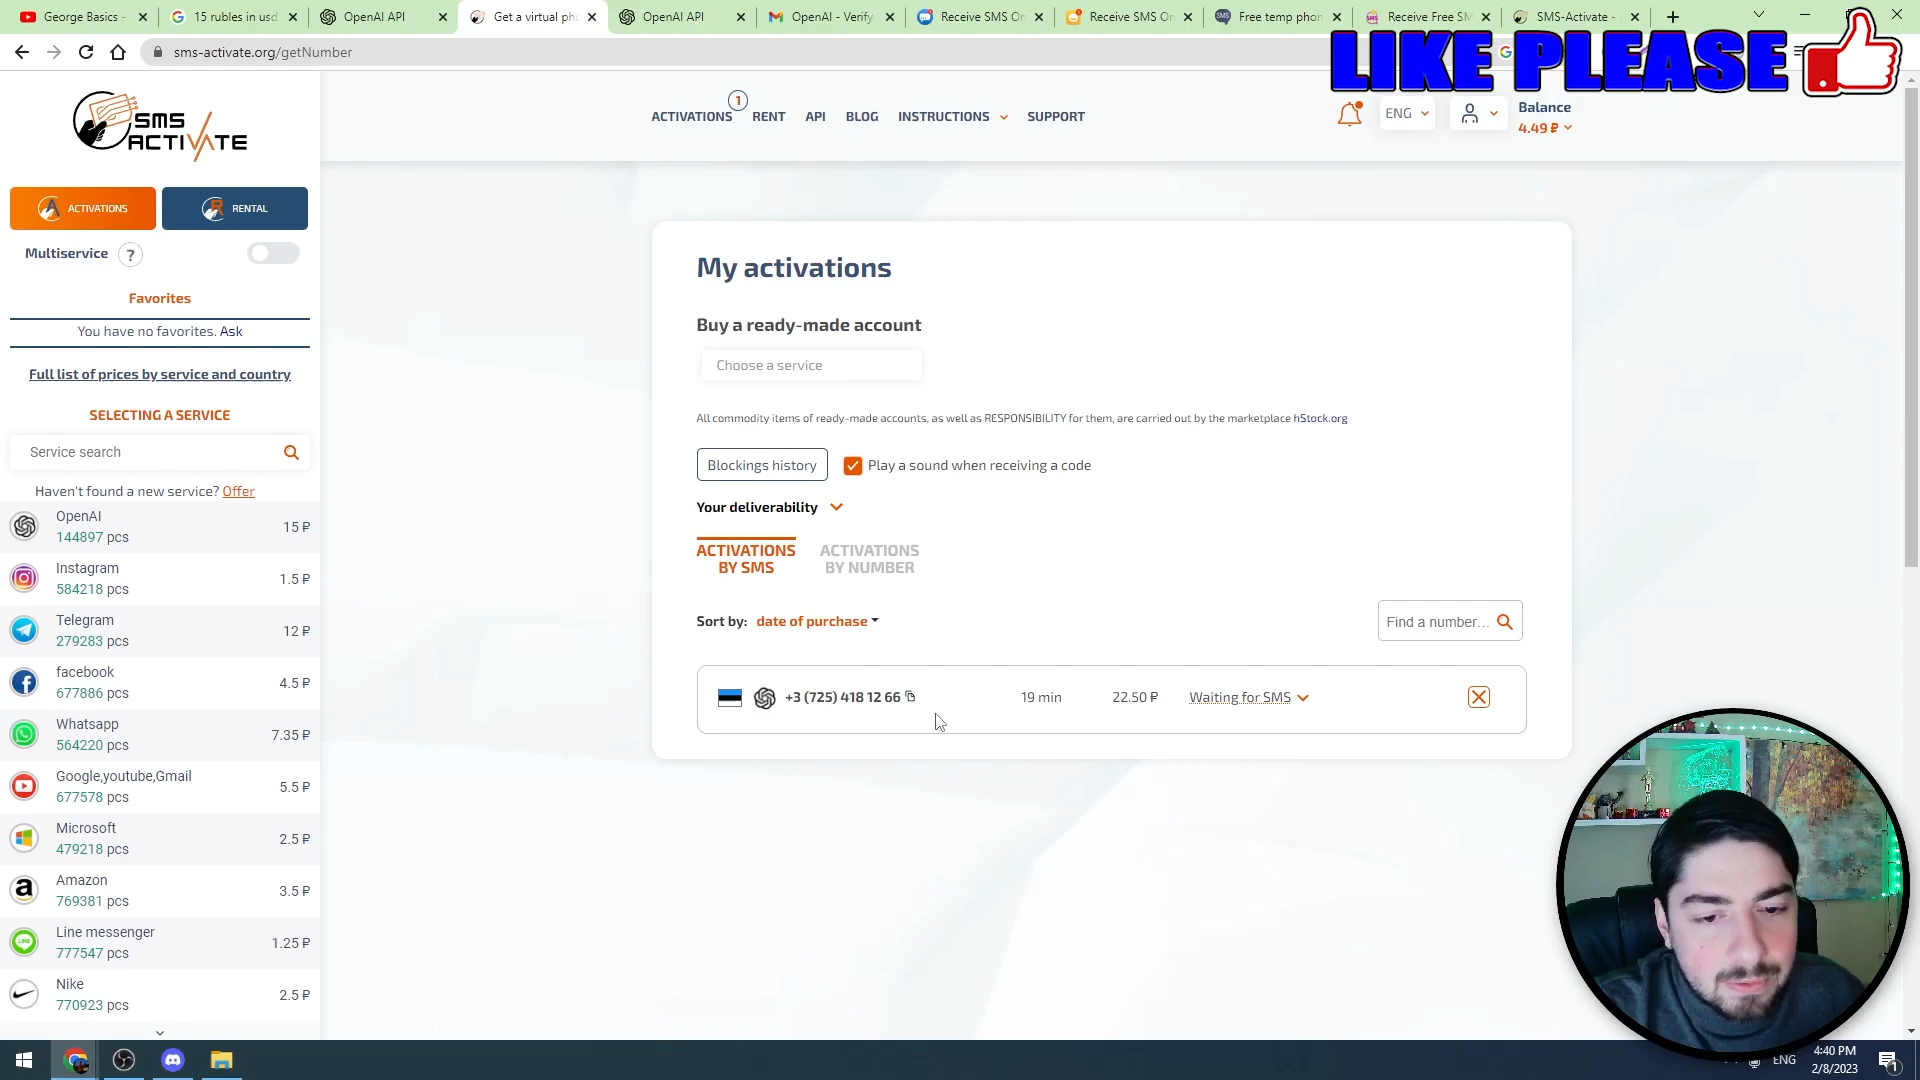 George Basics -
15 rubles in usd
OpenAI API
Get a virtual pho
OpenAI API
OpenAI - Verify
Receive SMS On
Receive SMS On
Free temp phon
Receive Free SM
SMS-Activate -
sms-activate.org/getNumber
LIKE PLEASE
SMS
ACTIVATE
ACTIVATIONS
1
RENT
API
BLOG
INSTRUCTIONS
SUPPORT
ENG
Balance
4.49 ₽
ACTIVATIONS
RENTAL
Multiservice ?
Favorites
You have no favorites. Ask
Full list of prices by service and country
SELECTING A SERVICE
Service search
Haven't found a new service? Offer
OpenAI
144897 pcs
15 ₽
Instagram
584218 pcs
1.5 ₽
Telegram
279283 pcs
12 ₽
facebook
677886 pcs
4.5 ₽
Whatsapp
564220 pcs
7.35 ₽
Google,youtube,Gmail
677578 pcs
5.5 ₽
Microsoft
479218 pcs
2.5 ₽
Amazon
769381 pcs
3.5 ₽
Line messenger
777547 pcs
1.25 ₽
Nike
770923 pcs
2.5 ₽
My activations
Buy a ready-made account
Choose a service
All commodity items of ready-made accounts, as well as RESPONSIBILITY for them, are carried out by the marketplace hStock.org
Blockings history
Play a sound when receiving a code
Your deliverability
ACTIVATIONS
BY SMS
ACTIVATIONS
BY NUMBER
Sort by: date of purchase
Find a number...
+3 (725) 418 12 66
19 min
22.50 ₽
Waiting for SMS
ENG
4:40 PM
2/8/2023
1